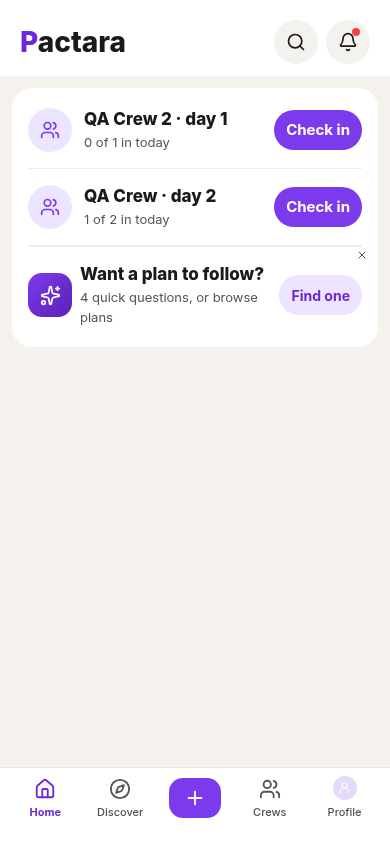 Pactara
QA Crew 2 · day 1
0 of 1 in today
Check in
QA Crew · day 2
1 of 2 in today
Check in
Want a plan to follow?
4 quick questions, or browse
plans
Find one
Home
Discover
Crews
Profile